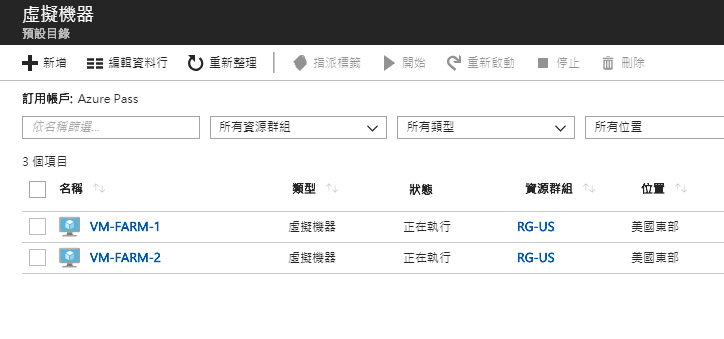 虛擬機器
預設目錄
新增 編輯資料行 重新整理 指派標籤 開始 重新啟動 停止 刪除
訂用帳戶: Azure Pass
依名稱篩選... 所有資源群組 所有類型 所有位置
3 個項目
名稱 類型 狀態 資源群組 位置
VM-FARM-1 虛擬機器 正在執行 RG-US 美國東部
VM-FARM-2 虛擬機器 正在執行 RG-US 美國東部